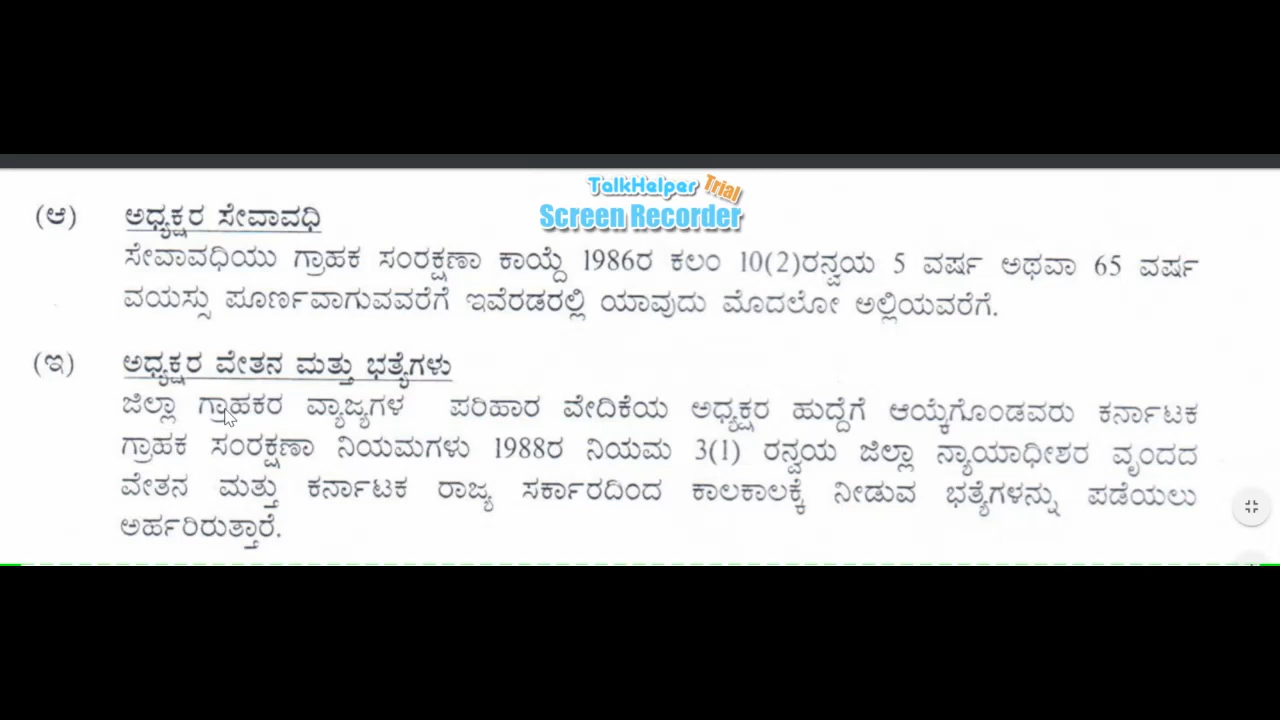 TalkHelper Trial
Screen Recorder
(ಆ) ಅಧ್ಯಕ್ಷರ ಸೇವಾವಧಿ
ಸೇವಾವಧಿಯು ಗ್ರಾಹಕ ಸಂರಕ್ಷಣಾ ಕಾಯ್ದೆ 1986ರ ಕಲಂ 10(2)ರನ್ವಯ 5 ವರ್ಷ ಅಥವಾ 65 ವರ್ಷ
ವಯಸ್ಸು ಪೂರ್ಣವಾಗುವವರೆಗೆ ಇವೆರಡರಲ್ಲಿ ಯಾವುದು ಮೊದಲೋ ಅಲ್ಲಿಯವರೆಗೆ.
(ಇ) ಅಧ್ಯಕ್ಷರ ವೇತನ ಮತ್ತು ಭತ್ಯೆಗಳು
ಜಿಲ್ಲಾ ಗ್ರಾಹಕರ ವ್ಯಾಜ್ಯಗಳ ಪರಿಹಾರ ವೇದಿಕೆಯ ಅಧ್ಯಕ್ಷರ ಹುದ್ದೆಗೆ ಆಯ್ಕೆಗೊಂಡವರು ಕರ್ನಾಟಕ
ಗ್ರಾಹಕ ಸಂರಕ್ಷಣಾ ನಿಯಮಗಳು 1988ರ ನಿಯಮ 3(1) ರನ್ವಯ ಜಿಲ್ಲಾ ನ್ಯಾಯಾಧೀಶರ ವೃಂದದ
ವೇತನ ಮತ್ತು ಕರ್ನಾಟಕ ರಾಜ್ಯ ಸರ್ಕಾರದಿಂದ ಕಾಲಕಾಲಕ್ಕೆ ನೀಡುವ ಭತ್ಯೆಗಳನ್ನು ಪಡೆಯಲು
ಅರ್ಹರಿರುತ್ತಾರೆ.